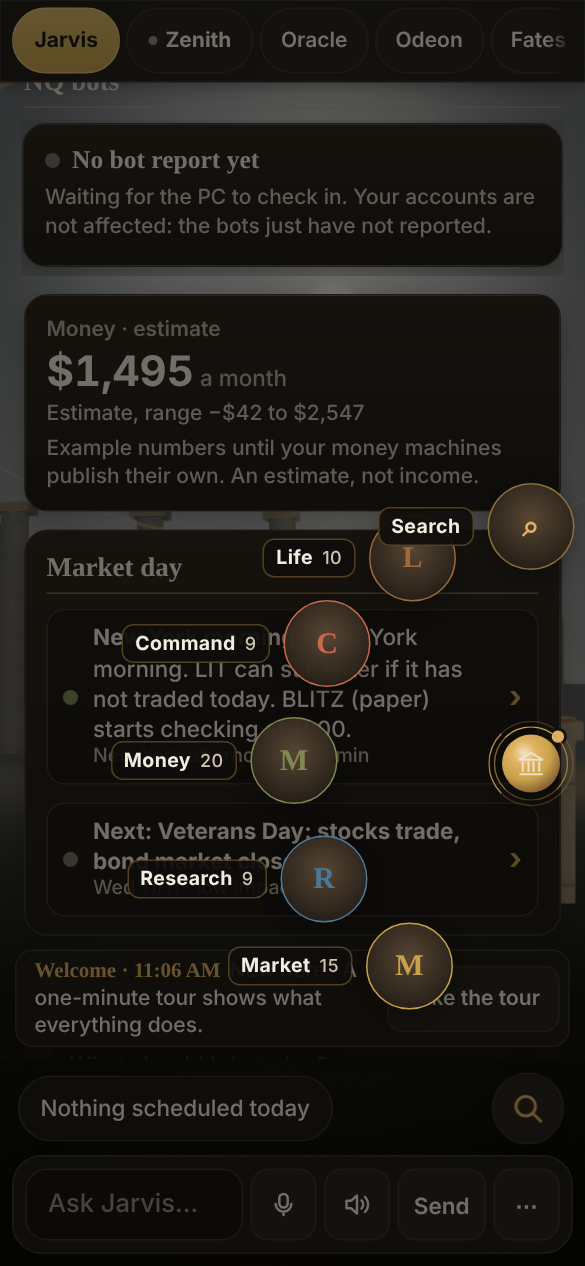 Jarvis
Zenith
Oracle
Odeon
Fates
NQ bots
No bot report yet
Waiting for the PC to check in. Your accounts are
not affected: the bots just have not reported.
Money · estimate
$1,495 a month
Estimate, range −$42 to $2,547
Example numbers until your money machines
publish their own. An estimate, not income.
Search
Life 10
L
Market day
Command 9
C
York
morning. LIT can if it has
not traded today. BLITZ (paper)
starts checking
Money 20
M
min
Next: Veterans Day: stocks trade,
bond market
Research 9
R
Market 15
M
Welcome · 11:06 AM
one-minute tour shows what
everything does.
the tour
Nothing scheduled today
Ask Jarvis...
Send
...